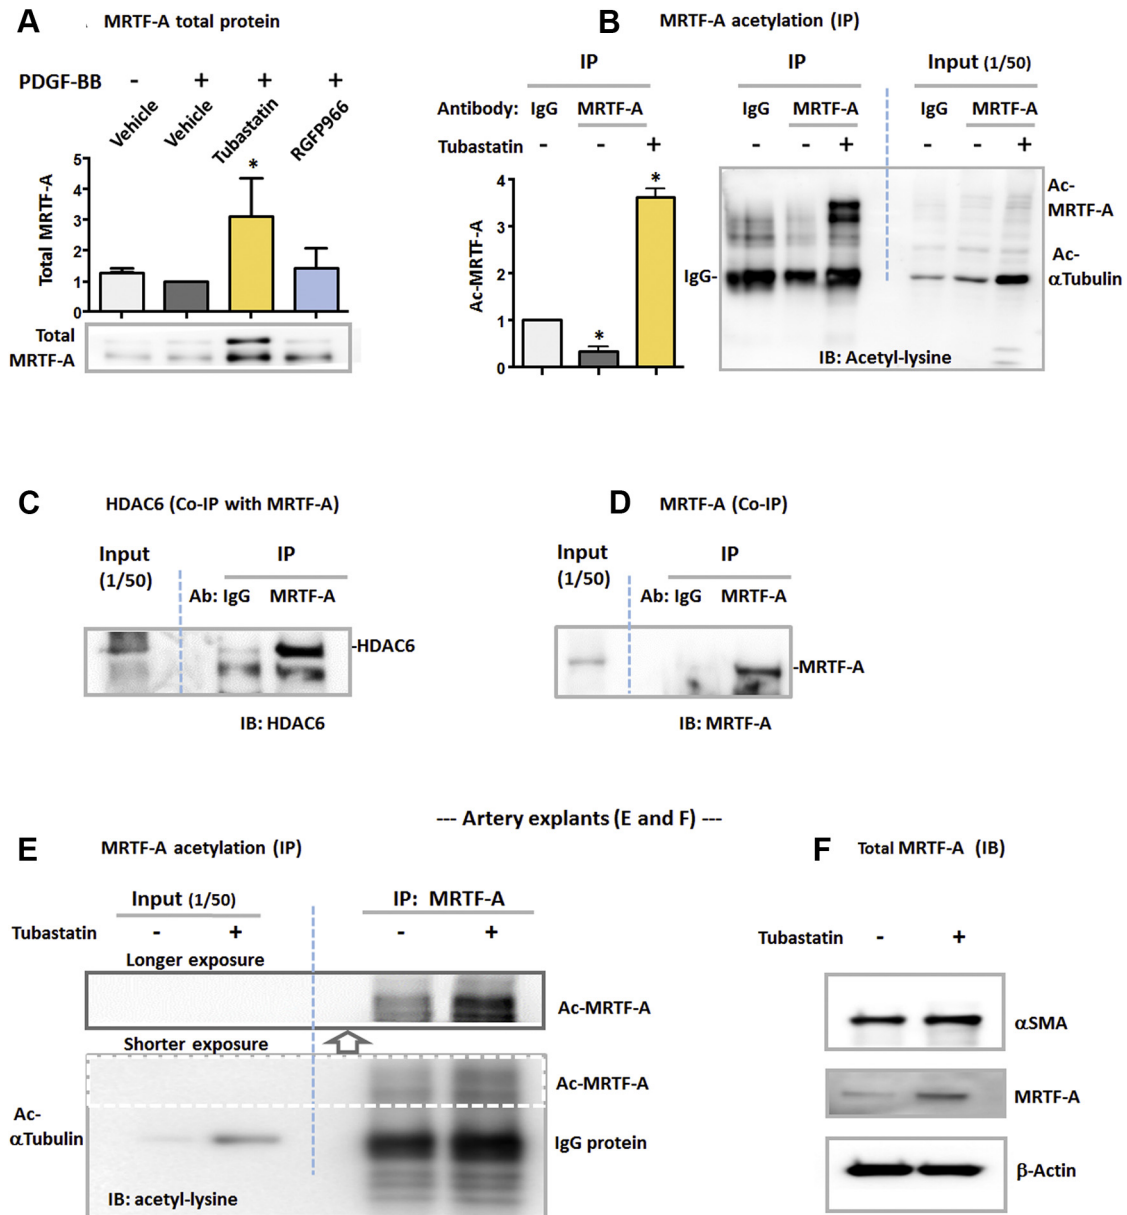 A MRTF-A total protein
PDGF-BB - + + +
Vehicle Vehicle Tubastatin RGFP966
*
Total MRTF-A
5
4
3
2
1
0
Total
MRTF-A
B MRTF-A acetylation (IP)
IP IP Input (1/50)
Antibody: IgG MRTF-A IgG MRTF-A IgG MRTF-A
Tubastatin - - + - - + - - +
Ac-MRTF-A
4
3
2
1
0
* *
IgG-
Ac-
MRTF-A
Ac-
αTubulin
IB: Acetyl-lysine
C HDAC6 (Co-IP with MRTF-A)
Input
(1/50)
IP
Ab: IgG MRTF-A
-HDAC6
IB: HDAC6
D MRTF-A (Co-IP)
Input
(1/50)
IP
Ab: IgG MRTF-A
-MRTF-A
IB: MRTF-A
--- Artery explants (E and F) ---
E MRTF-A acetylation (IP)
Input (1/50) IP: MRTF-A
Tubastatin - + - +
Longer exposure
Ac-MRTF-A
Shorter exposure
Ac-MRTF-A
Ac-
αTubulin
IgG protein
IB: acetyl-lysine
F Total MRTF-A (IB)
Tubastatin - +
αSMA
MRTF-A
β-Actin